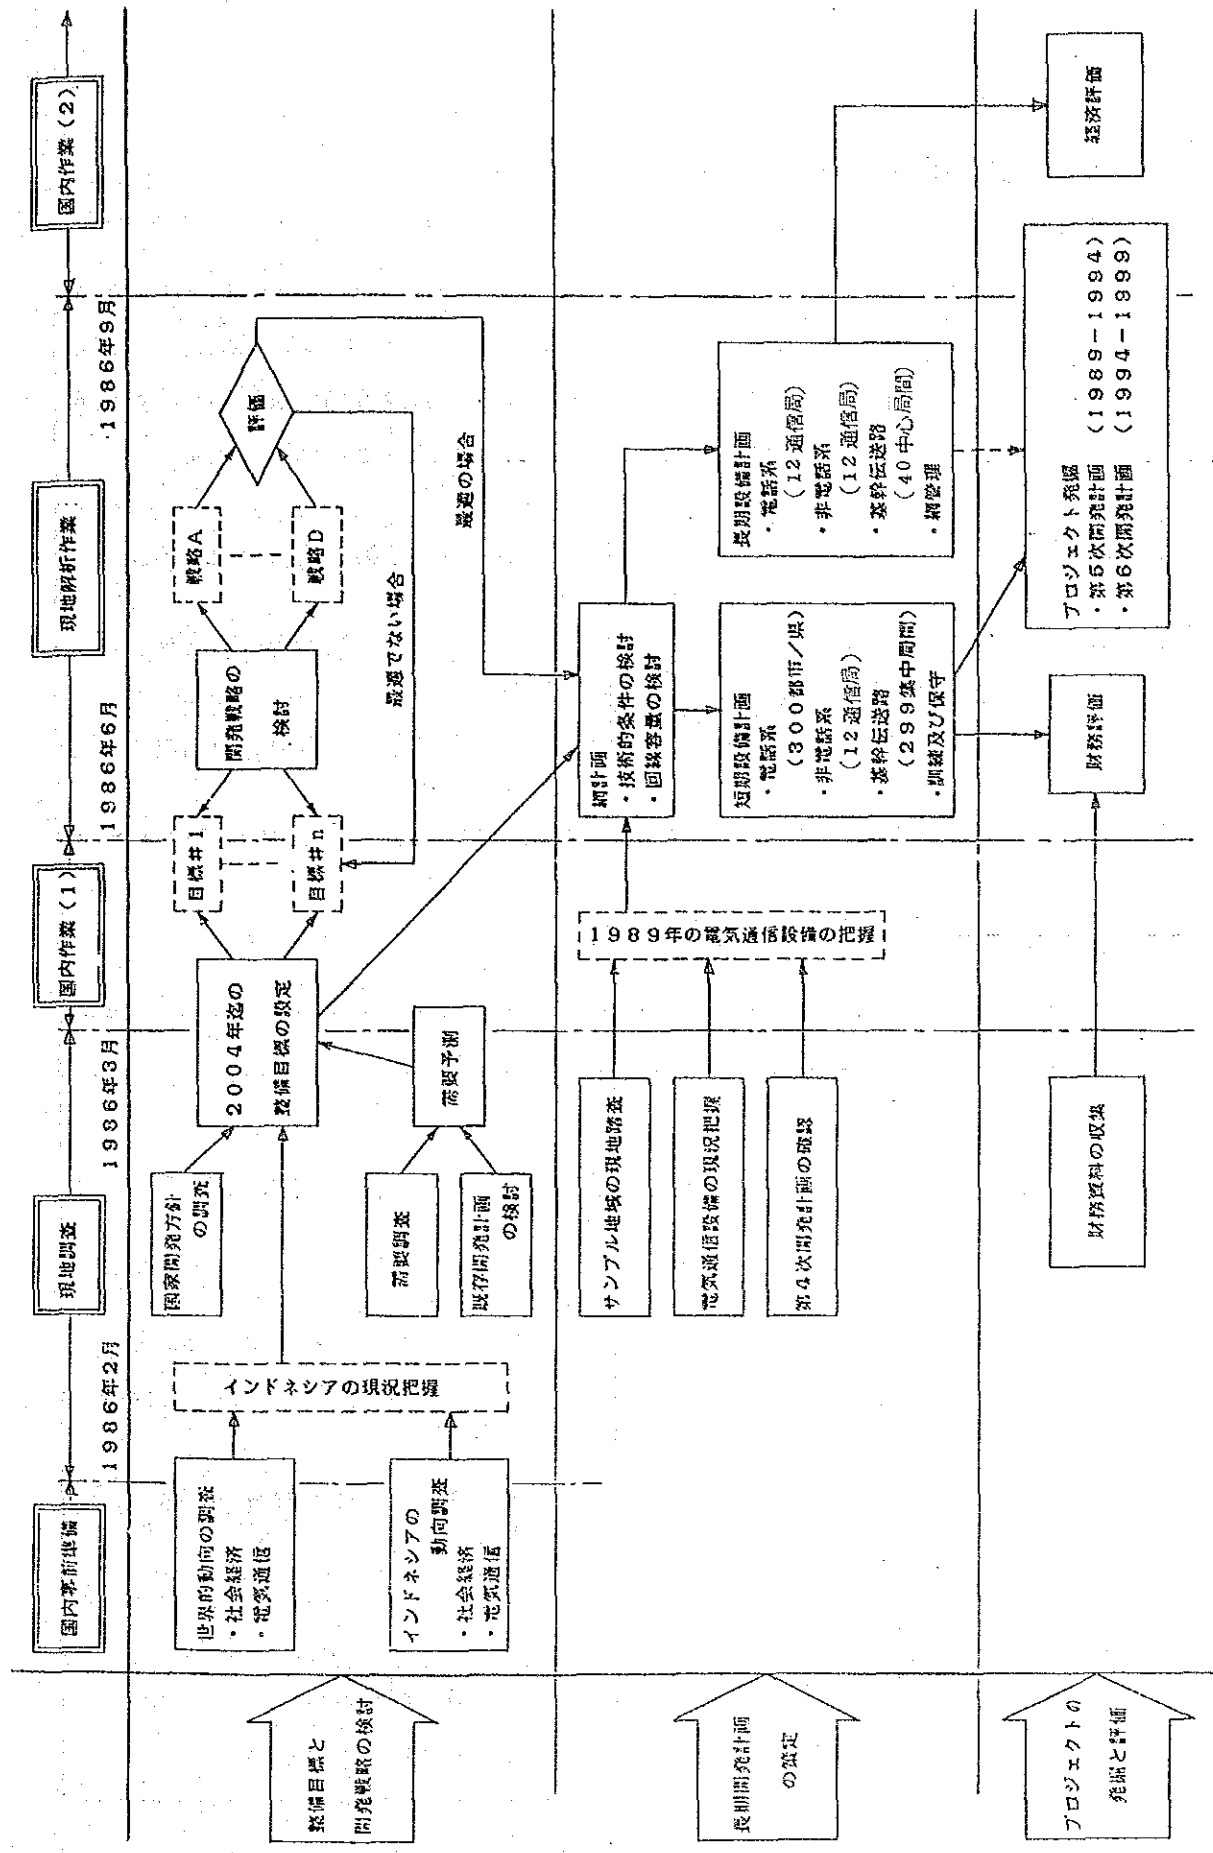 国内事前準備
現地調査
国内作業(1)
現地解析作業
国内作業(2)
1986年2月
1986年3月
1986年6月
1986年9月
整備目標と
開発戦略の検討
世界的動向の調査
・社会経済
・電気通信
インドネシアの
動向調査
・社会経済
・電気通信
インドネシアの現況把握
国家開発方針
の調査
需要調査
既存開発計画
の検討
需要予測
2004年迄の
整備目標の設定
目標#1
目標#n
開発戦略の
検討
戦略A
戦略D
評価
最適でない場合
最適の場合
長期開発計画
の策定
サンプル地域の現地踏査
電気通信設備の現況把握
第4次開発計画の確認
1989年の電気通信設備の把握
網計画
・技術的条件の検討
・回線容量の検討
短期設備計画
・電話系
(300都市/県)
・非電話系
(12通信局)
・基幹伝送路
(299集中局間)
・訓練及び保守
長期設備計画
・電話系
(12通信局)
・非電話系
(12通信局)
・基幹伝送路
(40中心局間)
・網管理
プロジェクトの
発掘と評価
財務資料の収集
財務評価
プロジェクト発掘
・第5次開発計画 (1989-1994)
・第6次開発計画 (1994-1999)
経済評価